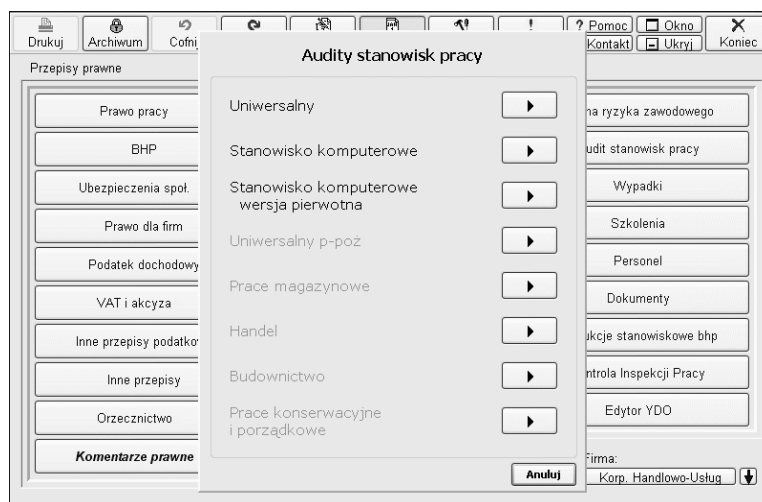 Drukuj
Archiwum
Cofnij
? Pomoc
Okno
Kontakt
Ukryj
Koniec
Przepisy prawne
Prawo pracy
BHP
Ubezpieczenia społ.
Prawo dla firm
Podatek dochodowy
VAT i akcyza
Inne przepisy podatko
Inne przepisy
Orzecznictwo
Komentarze prawne
Audity stanowisk pracy
Uniwersalny
Stanowisko komputerowe
Stanowisko komputerowe
wersja pierwotna
Uniwersalny p-poż
Prace magazynowe
Handel
Budownictwo
Prace konserwacyjne
i porządkowe
Anuluj
na ryzyka zawodowego
udit stanowisk pracy
Wypadki
Szkolenia
Personel
Dokumenty
kcje stanowiskowe bhp
ntrola Inspekcji Pracy
Edytor YDO
Firma:
Korp. Handlowo-Usług